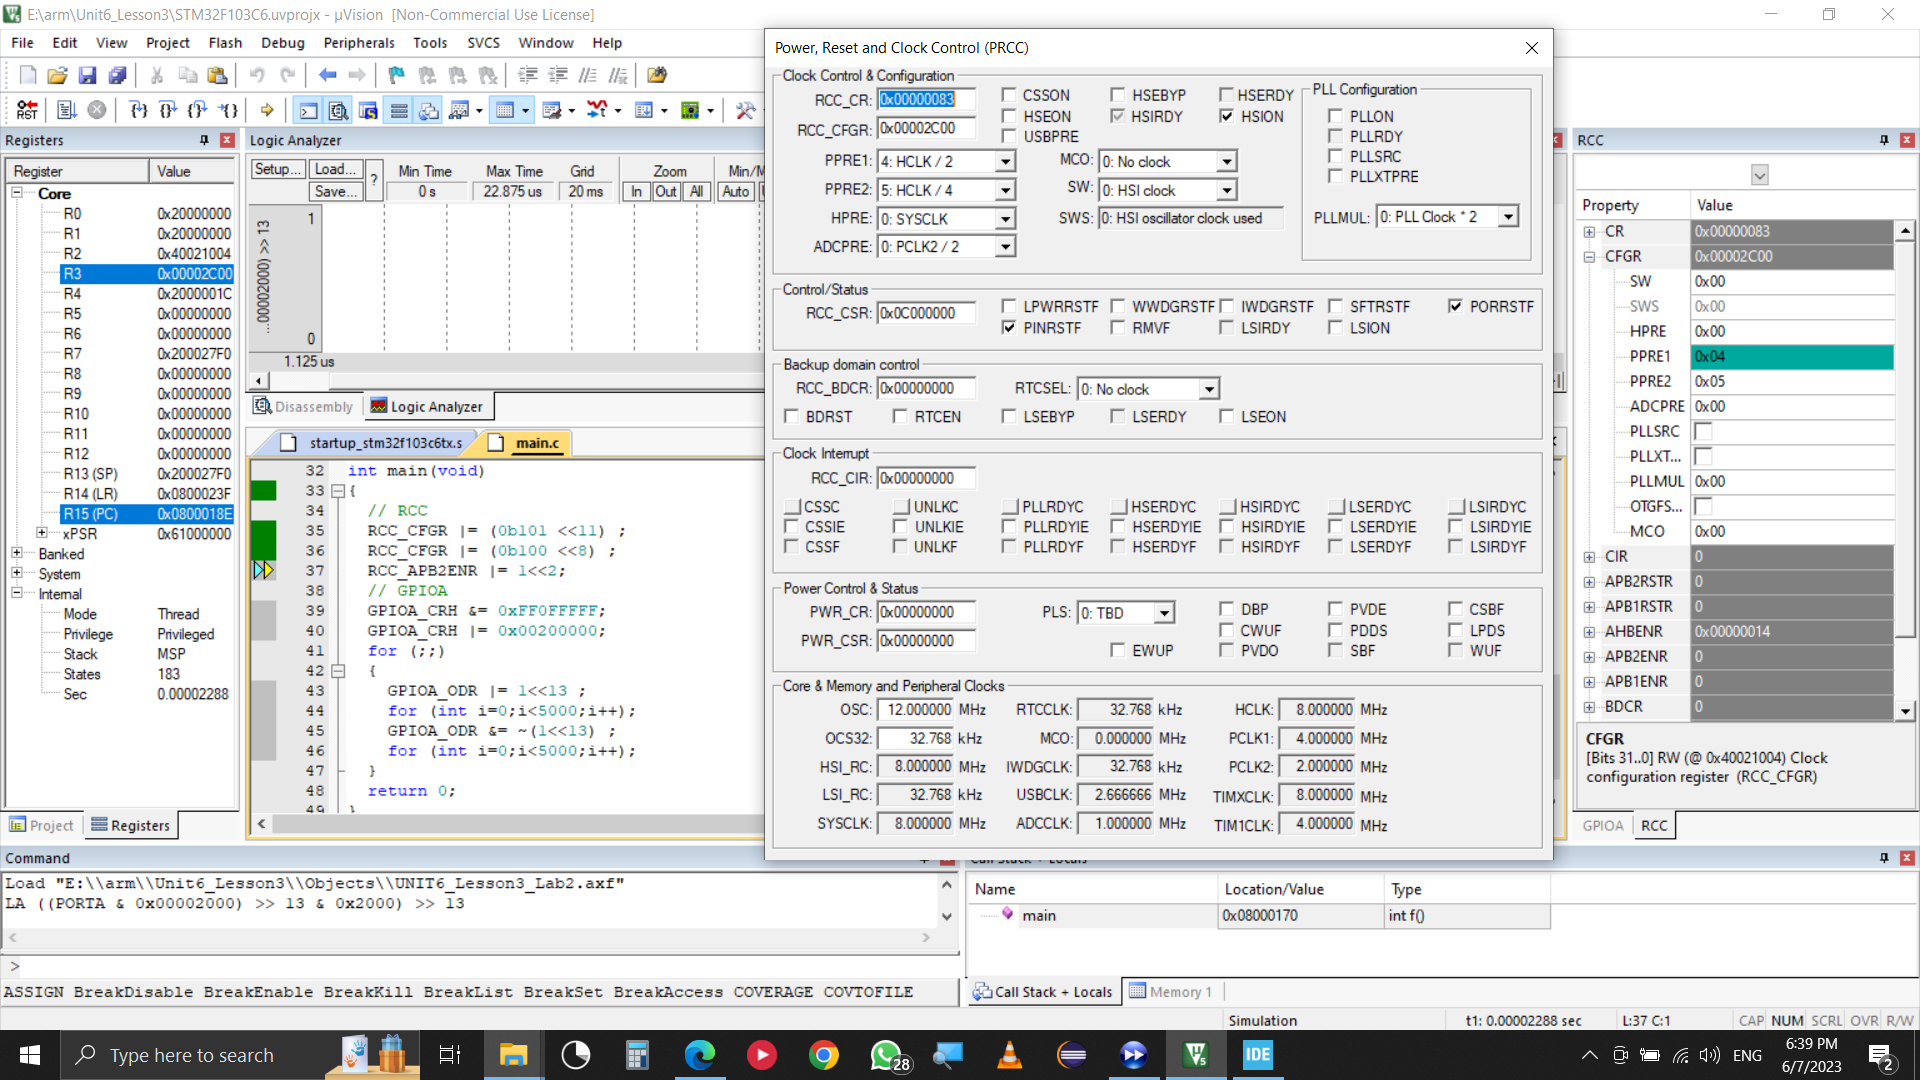 E:\arm\Unit6_Lesson3\STM32F103C6.uvprojx - µVision  [Non-Commercial Use License]
File Edit View Project Flash Debug Peripherals Tools SVCS Window Help
Registers
Register Value
Core
R0 0x20000000
R1 0x20000000
R2 0x40021004
R3 0x00002C00
R4 0x2000001C
R5 0x00000000
R6 0x00000000
R7 0x200027F0
R8 0x00000000
R9 0x00000000
R10 0x00000000
R11 0x00000000
R12 0x00000000
R13 (SP) 0x200027F0
R14 (LR) 0x0800023F
R15 (PC) 0x0800018E
xPSR 0x61000000
Banked
System
Internal
Mode Thread
Privilege Privileged
Stack MSP
States 183
Sec 0.00002288
Project Registers
Logic Analyzer
Setup... Load... Save... ?
Min Time Max Time Grid Zoom Min/M
0 s 22.875 us 20 ms In Out All Auto
...00002000) >> 13
1
0
1.125 us
Disassembly Logic Analyzer
startup_stm32f103c6tx.s main.c
32 int main(void)
33 {
34 // RCC
35 RCC_CFGR |= (0b101 <<11) ;
36 RCC_CFGR |= (0b100 <<8) ;
37 RCC_APB2ENR |= 1<<2;
38 // GPIOA
39 GPIOA_CRH &= 0xFF0FFFFF;
40 GPIOA_CRH |= 0x00200000;
41 for (;;)
42 {
43 GPIOA_ODR |= 1<<13 ;
44 for (int i=0;i<5000;i++);
45 GPIOA_ODR &= ~(1<<13) ;
46 for (int i=0;i<5000;i++);
47 }
48 return 0;
49 }
Power, Reset and Clock Control (PRCC)
Clock Control & Configuration
RCC_CR: 0x00000083 CSSON HSEBYP HSERDY
HSEON HSIRDY HSION
RCC_CFGR: 0x00002C00 USBPRE
PPRE1: 4: HCLK / 2 MCO: 0: No clock
PPRE2: 5: HCLK / 4 SW: 0: HSI clock
HPRE: 0: SYSCLK SWS: 0: HSI oscillator clock used
ADCPRE: 0: PCLK2 / 2
PLL Configuration
PLLON
PLLRDY
PLLSRC
PLLXTPRE
PLLMUL: 0: PLL Clock * 2
Control/Status
RCC_CSR: 0x0C000000 LPWRRSTF WWDGRSTF IWDGRSTF SFTRSTF PORRSTF
PINRSTF RMVF LSIRDY LSION
Backup domain control
RCC_BDCR: 0x00000000 RTCSEL: 0: No clock
BDRST RTCEN LSEBYP LSERDY LSEON
Clock Interrupt
RCC_CIR: 0x00000000
CSSC UNLKC PLLRDYC HSERDYC HSIRDYC LSERDYC LSIRDYC
CSSIE UNLKIE PLLRDYIE HSERDYIE HSIRDYIE LSERDYIE LSIRDYIE
CSSF UNLKF PLLRDYF HSERDYF HSIRDYF LSERDYF LSIRDYF
Power Control & Status
PWR_CR: 0x00000000 PLS: 0: TBD DBP PVDE CSBF
CWUF PDDS LPDS
PWR_CSR: 0x00000000 EWUP PVDO SBF WUF
Core & Memory and Peripheral Clocks
OSC: 12.000000 MHz RTCCLK: 32.768 kHz HCLK: 8.000000 MHz
OCS32: 32.768 kHz MCO: 0.000000 MHz PCLK1: 4.000000 MHz
HSI_RC: 8.000000 MHz IWDGCLK: 32.768 kHz PCLK2: 2.000000 MHz
LSI_RC: 32.768 kHz USBCLK: 2.666666 MHz TIMXCLK: 8.000000 MHz
SYSCLK: 8.000000 MHz ADCCLK: 1.000000 MHz TIM1CLK: 4.000000 MHz
RCC
Property Value
CR 0x00000083
CFGR 0x00002C00
SW 0x00
SWS 0x00
HPRE 0x00
PPRE1 0x04
PPRE2 0x05
ADCPRE 0x00
PLLSRC
PLLXT...
PLLMUL 0x00
OTGFS...
MCO 0x00
CIR 0
APB2RSTR 0
APB1RSTR 0
AHBENR 0x00000014
APB2ENR 0
APB1ENR 0
BDCR 0
CFGR
[Bits 31..0] RW (@ 0x40021004) Clock
configuration register  (RCC_CFGR)
GPIOA RCC
Command
Load "E:\\arm\\Unit6_Lesson3\\Objects\\UNIT6_Lesson3_Lab2.axf"
LA ((PORTA & 0x00002000) >> 13 & 0x2000) >> 13
>
ASSIGN BreakDisable BreakEnable BreakKill BreakList BreakSet BreakAccess COVERAGE COVTOFILE
Call Stack + Locals
Name Location/Value Type
main 0x08000170 int f()
Call Stack + Locals Memory 1
Simulation t1: 0.00002288 sec L:37 C:1 CAP NUM SCRL OVR R/W
Type here to search
28
IDE
ENG
6:39 PM
6/7/2023
2